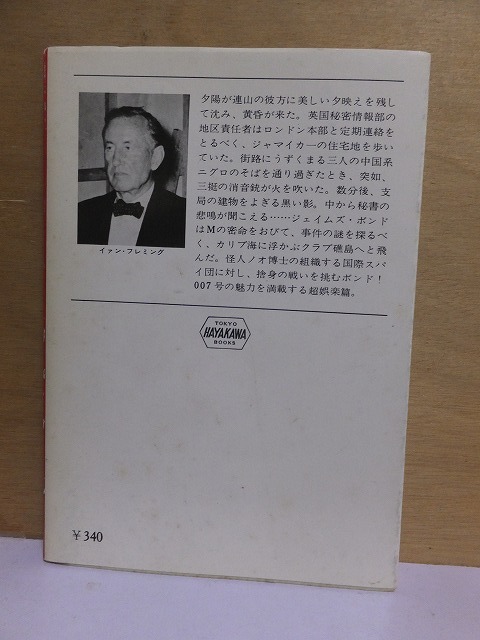 夕陽が連山の彼方に美しい夕映えを残し
て沈み、黄昏が来た。英国秘密情報部の
地区責任者はロンドン本部と定期連絡を
とるべく、ジャマイカ一の住宅地を歩い
ていた。街路にうずくまる三人の中国系
ニグロのそばを通り過ぎたとき、突如、
三挺の消音銃が火を吹いた。数分後、支
局の建物をよぎる黒い影。中から秘書の
悲鳴が聞こえる……ジェイムズ・ボンド
はMの密命をおびて、事件の謎を探るべ
く、カリブ海に浮かぶクラブ礁島へと飛
んだ。怪人ノオ博士の組織する国際スパ
イ団に対し、捨身の戦いを挑むボンド！
007号の魅力を満載する超娯楽篇。
イァン・フレミング
TOKYO
HAYAKAWA
BOOKS
￥340